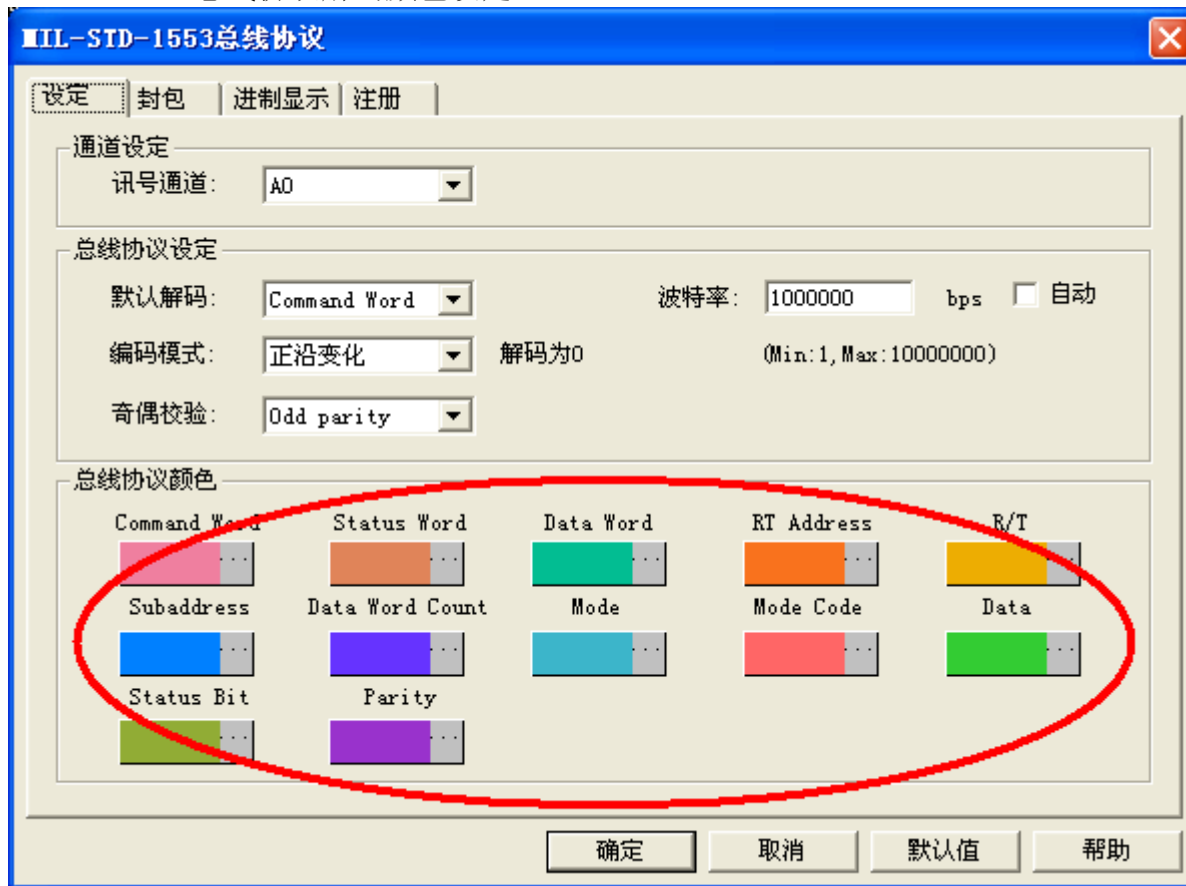 MIL-STD-1553总线协议
设定 封包 进制显示 注册
通道设定
讯号通道: A0
总线协议设定
默认解码: Command Word 波特率: 1000000 bps 自动
编码模式: 正沿变化 解码为0 (Min:1,Max:10000000)
奇偶校验: Odd parity
总线协议颜色
Command Word Status Word Data Word RT Address R/T
... ... ... ... ...
Subaddress Data Word Count Mode Mode Code Data
... ... ... ... ...
Status Bit Parity
... ...
确定 取消 默认值 帮助